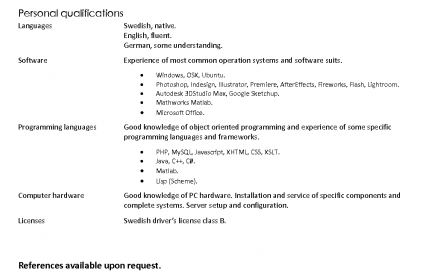 Personal qualifications
Languages Swedish, native.
English, fluent.
German, some understanding.
Software Experience of most common operation systems and software suits.
• Windows, OSX, Ubuntu.
• Photoshop, Indesign, Illustrator, Premiere, AfterEffects, Fireworks, Flash, Lightroom.
• Autodesk 3DStudio Max, Google Sketchup.
• Mathworks Matlab.
• Microsoft Office.
Programming languages Good knowledge of object oriented programming and experience of some specific
programming languages and frameworks.
• PHP, MySQL, Javascript, XHTML, CSS, XSLT.
• Java, C++, C#.
• Matlab.
• Lisp (Scheme).
Computer hardware Good knowledge of PC hardware. Installation and service of specific components and
complete systems. Server setup and configuration.
Licenses Swedish driver's license class B.
References available upon request.